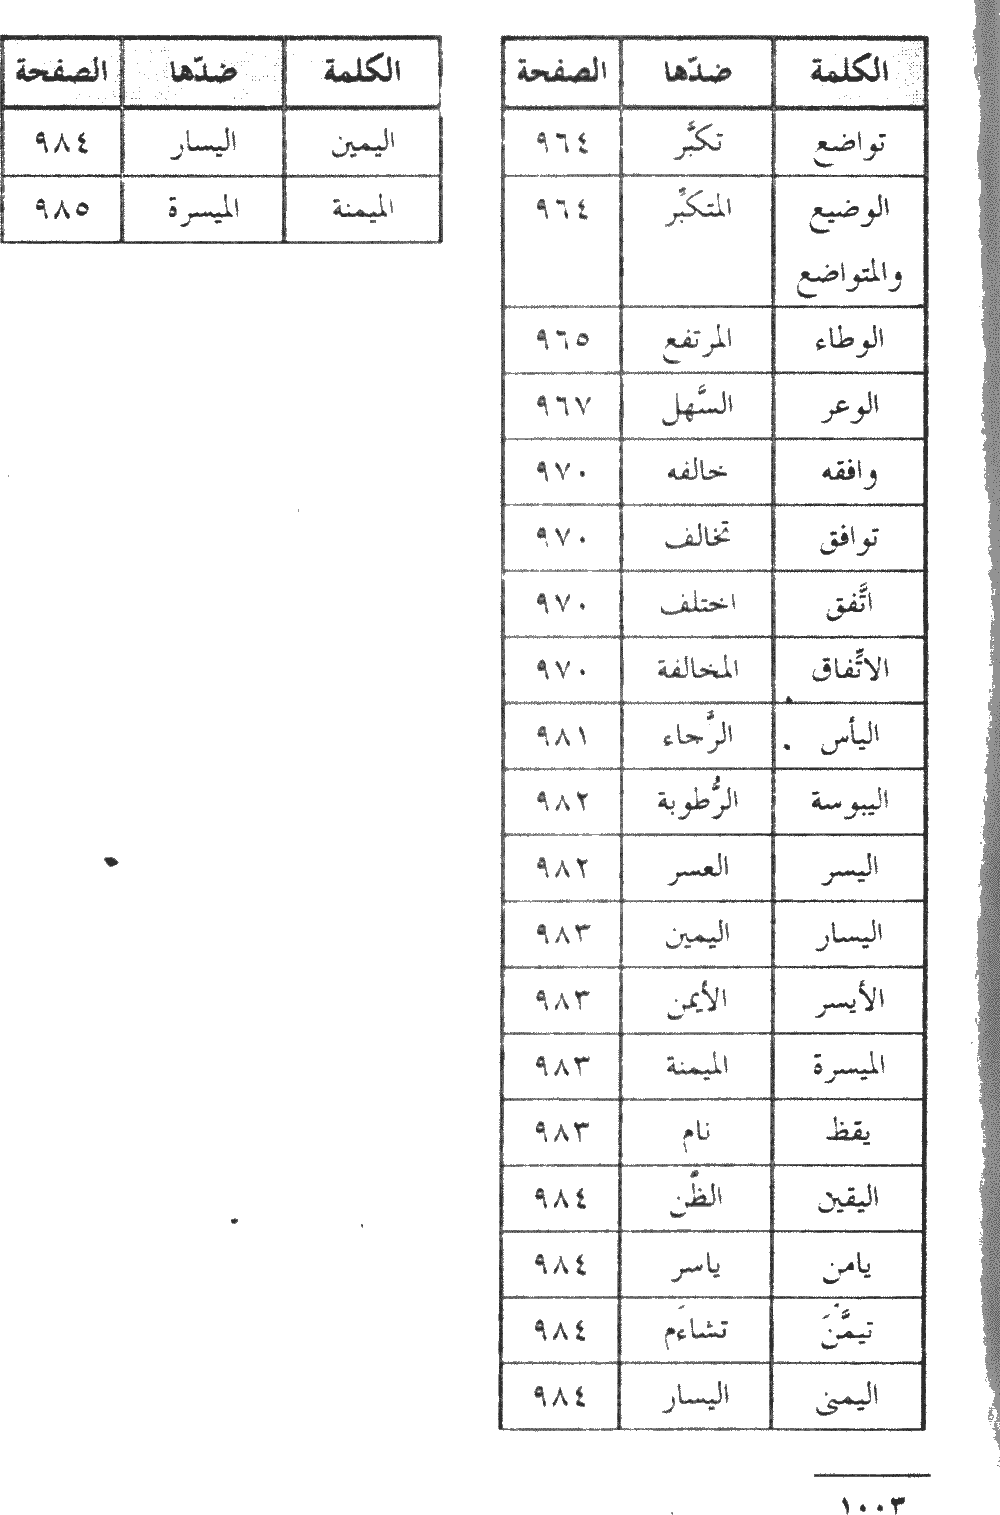 الكلمة ضدّها الصفحة
تواضع تكبَّر ٩٦٤
الوضيع المتكبِّر ٩٦٤
والمتواضع
الوطاء المرتفع ٩٦٥
الوعر السَّهل ٩٦٧
وافقه خالفه ٩٧٠
توافق تخالف ٩٧٠
اتَّفق اختلف ٩٧٠
الاتِّفاق المخالفة ٩٧٠
اليأس الرَّجاء ٩٨١
اليبوسة الرُّطوبة ٩٨٢
اليسر العسر ٩٨٢
اليسار اليمين ٩٨٣
الأيسر الأيمن ٩٨٣
الميسرة الميمنة ٩٨٣
يقظ نام ٩٨٣
اليقين الظَّن ٩٨٤
يامن ياسر ٩٨٤
تيمَّنَ تشاءَم ٩٨٤
اليمنى اليسار ٩٨٤
الكلمة ضدّها الصفحة
اليمين اليسار ٩٨٤
الميمنة الميسرة ٩٨٥
١٠٠٣